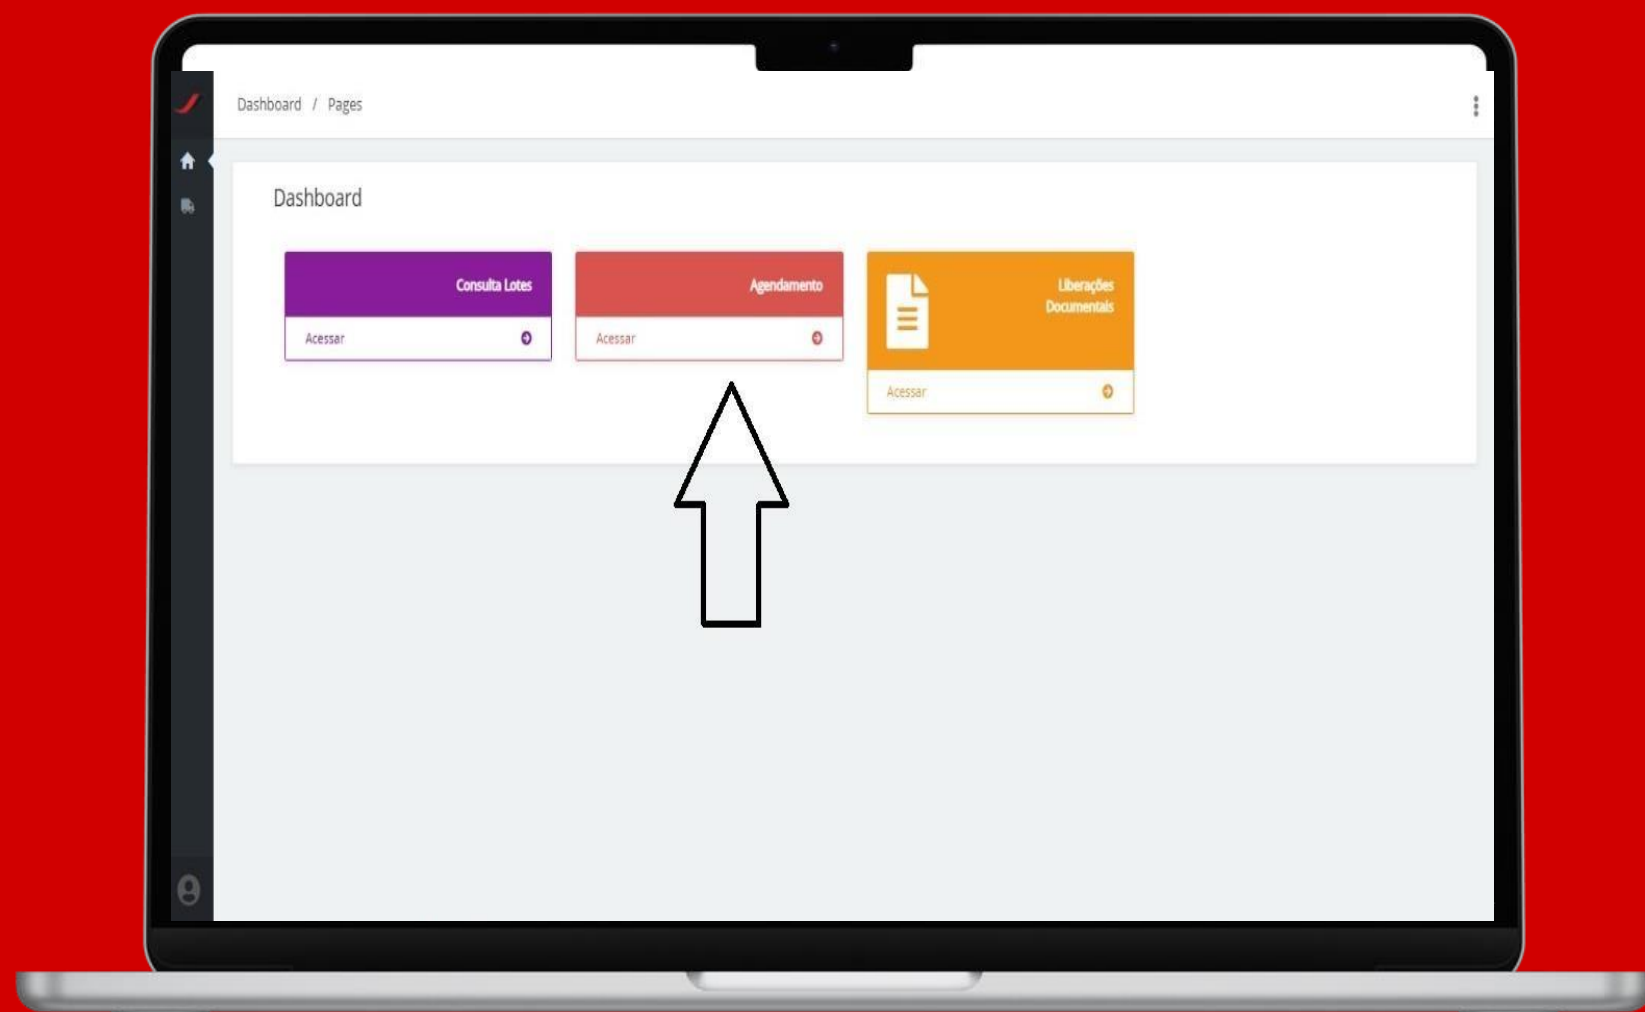 Dashboard / Pages
Dashboard
Consulta Lotes
Acessar
Agendamento
Acessar
Liberações
Documentais
Acessar